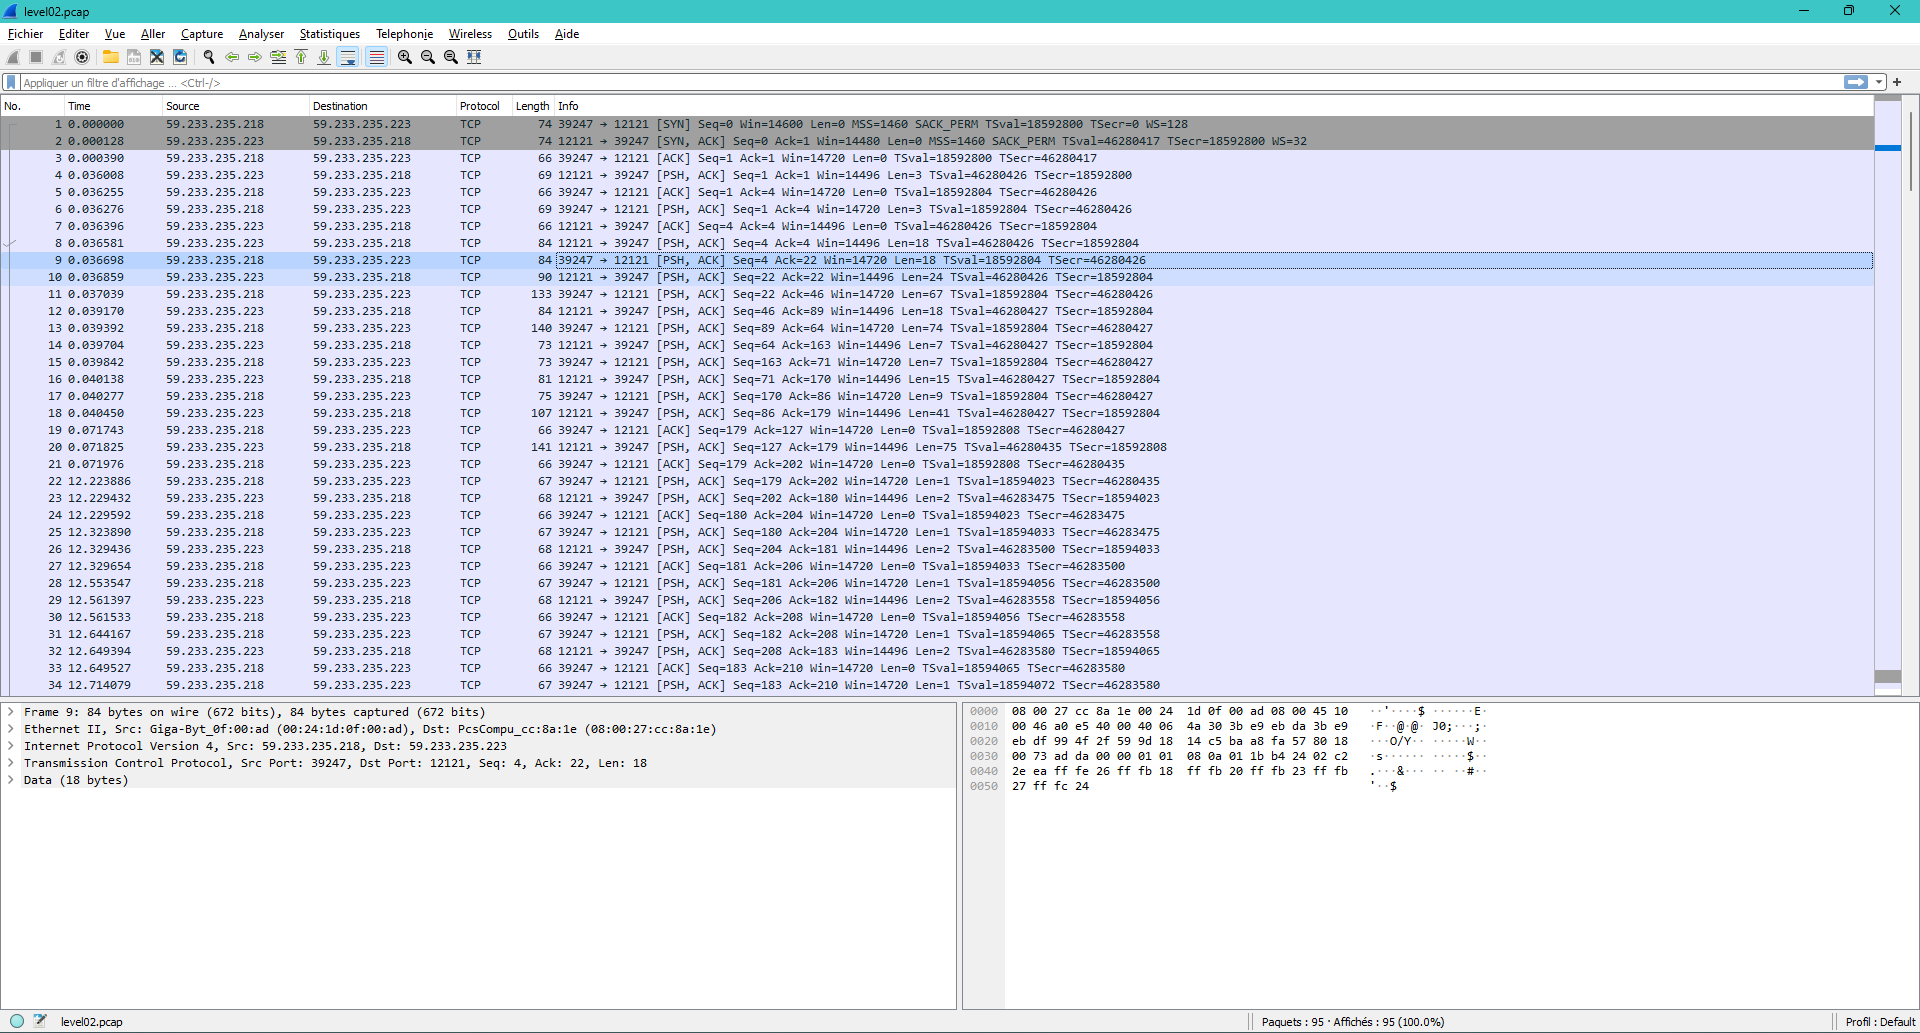 level02.pcap
Fichier Editer Vue Aller Capture Analyser Statistiques Telephonie Wireless Outils Aide
Appliquer un filtre d'affichage ... <Ctrl-/>
No. Time Source Destination Protocol Length Info
1 0.000000 59.233.235.218 59.233.235.223 TCP 74 39247 → 12121 [SYN] Seq=0 Win=14600 Len=0 MSS=1460 SACK_PERM TSval=18592800 TSecr=0 WS=128
2 0.000128 59.233.235.223 59.233.235.218 TCP 74 12121 → 39247 [SYN, ACK] Seq=0 Ack=1 Win=14480 Len=0 MSS=1460 SACK_PERM TSval=46280417 TSecr=18592800 WS=32
3 0.000390 59.233.235.218 59.233.235.223 TCP 66 39247 → 12121 [ACK] Seq=1 Ack=1 Win=14720 Len=0 TSval=18592800 TSecr=46280417
4 0.036008 59.233.235.223 59.233.235.218 TCP 69 12121 → 39247 [PSH, ACK] Seq=1 Ack=1 Win=14496 Len=3 TSval=46280426 TSecr=18592800
5 0.036255 59.233.235.218 59.233.235.223 TCP 66 39247 → 12121 [ACK] Seq=1 Ack=4 Win=14720 Len=0 TSval=18592804 TSecr=46280426
6 0.036276 59.233.235.218 59.233.235.223 TCP 69 39247 → 12121 [PSH, ACK] Seq=1 Ack=4 Win=14720 Len=3 TSval=18592804 TSecr=46280426
7 0.036396 59.233.235.223 59.233.235.218 TCP 66 12121 → 39247 [ACK] Seq=4 Ack=4 Win=14496 Len=0 TSval=46280426 TSecr=18592804
8 0.036581 59.233.235.223 59.233.235.218 TCP 84 12121 → 39247 [PSH, ACK] Seq=4 Ack=4 Win=14496 Len=18 TSval=46280426 TSecr=18592804
9 0.036698 59.233.235.218 59.233.235.223 TCP 84 39247 → 12121 [PSH, ACK] Seq=4 Ack=22 Win=14720 Len=18 TSval=18592804 TSecr=46280426
10 0.036859 59.233.235.223 59.233.235.218 TCP 90 12121 → 39247 [PSH, ACK] Seq=22 Ack=22 Win=14496 Len=24 TSval=46280426 TSecr=18592804
11 0.037039 59.233.235.218 59.233.235.223 TCP 133 39247 → 12121 [PSH, ACK] Seq=22 Ack=46 Win=14720 Len=67 TSval=18592804 TSecr=46280426
12 0.039170 59.233.235.223 59.233.235.218 TCP 84 12121 → 39247 [PSH, ACK] Seq=46 Ack=89 Win=14496 Len=18 TSval=46280427 TSecr=18592804
13 0.039392 59.233.235.218 59.233.235.223 TCP 140 39247 → 12121 [PSH, ACK] Seq=89 Ack=64 Win=14720 Len=74 TSval=18592804 TSecr=46280427
14 0.039704 59.233.235.223 59.233.235.218 TCP 73 12121 → 39247 [PSH, ACK] Seq=64 Ack=163 Win=14496 Len=7 TSval=46280427 TSecr=18592804
15 0.039842 59.233.235.218 59.233.235.223 TCP 73 39247 → 12121 [PSH, ACK] Seq=163 Ack=71 Win=14720 Len=7 TSval=18592804 TSecr=46280427
16 0.040138 59.233.235.223 59.233.235.218 TCP 81 12121 → 39247 [PSH, ACK] Seq=71 Ack=170 Win=14496 Len=15 TSval=46280427 TSecr=18592804
17 0.040277 59.233.235.218 59.233.235.223 TCP 75 39247 → 12121 [PSH, ACK] Seq=170 Ack=86 Win=14720 Len=9 TSval=18592804 TSecr=46280427
18 0.040450 59.233.235.223 59.233.235.218 TCP 107 12121 → 39247 [PSH, ACK] Seq=86 Ack=179 Win=14496 Len=41 TSval=46280427 TSecr=18592804
19 0.071743 59.233.235.218 59.233.235.223 TCP 66 39247 → 12121 [ACK] Seq=179 Ack=127 Win=14720 Len=0 TSval=18592808 TSecr=46280427
20 0.071825 59.233.235.223 59.233.235.218 TCP 141 12121 → 39247 [PSH, ACK] Seq=127 Ack=179 Win=14496 Len=75 TSval=46280435 TSecr=18592808
21 0.071976 59.233.235.218 59.233.235.223 TCP 66 39247 → 12121 [ACK] Seq=179 Ack=202 Win=14720 Len=0 TSval=18592808 TSecr=46280435
22 12.223886 59.233.235.218 59.233.235.223 TCP 67 39247 → 12121 [PSH, ACK] Seq=179 Ack=202 Win=14720 Len=1 TSval=18594023 TSecr=46280435
23 12.229432 59.233.235.223 59.233.235.218 TCP 68 12121 → 39247 [PSH, ACK] Seq=202 Ack=180 Win=14496 Len=2 TSval=46283475 TSecr=18594023
24 12.229592 59.233.235.218 59.233.235.223 TCP 66 39247 → 12121 [ACK] Seq=180 Ack=204 Win=14720 Len=0 TSval=18594023 TSecr=46283475
25 12.323890 59.233.235.218 59.233.235.223 TCP 67 39247 → 12121 [PSH, ACK] Seq=180 Ack=204 Win=14720 Len=1 TSval=18594033 TSecr=46283475
26 12.329436 59.233.235.223 59.233.235.218 TCP 68 12121 → 39247 [PSH, ACK] Seq=204 Ack=181 Win=14496 Len=2 TSval=46283500 TSecr=18594033
27 12.329654 59.233.235.218 59.233.235.223 TCP 66 39247 → 12121 [ACK] Seq=181 Ack=206 Win=14720 Len=0 TSval=18594033 TSecr=46283500
28 12.553547 59.233.235.218 59.233.235.223 TCP 67 39247 → 12121 [PSH, ACK] Seq=181 Ack=206 Win=14720 Len=1 TSval=18594056 TSecr=46283500
29 12.561397 59.233.235.223 59.233.235.218 TCP 68 12121 → 39247 [PSH, ACK] Seq=206 Ack=182 Win=14496 Len=2 TSval=46283558 TSecr=18594056
30 12.561533 59.233.235.218 59.233.235.223 TCP 66 39247 → 12121 [ACK] Seq=182 Ack=208 Win=14720 Len=0 TSval=18594056 TSecr=46283558
31 12.644167 59.233.235.218 59.233.235.223 TCP 67 39247 → 12121 [PSH, ACK] Seq=182 Ack=208 Win=14720 Len=1 TSval=18594065 TSecr=46283558
32 12.649394 59.233.235.223 59.233.235.218 TCP 68 12121 → 39247 [PSH, ACK] Seq=208 Ack=183 Win=14496 Len=2 TSval=46283580 TSecr=18594065
33 12.649527 59.233.235.218 59.233.235.223 TCP 66 39247 → 12121 [ACK] Seq=183 Ack=210 Win=14720 Len=0 TSval=18594065 TSecr=46283580
34 12.714079 59.233.235.218 59.233.235.223 TCP 67 39247 → 12121 [PSH, ACK] Seq=183 Ack=210 Win=14720 Len=1 TSval=18594072 TSecr=46283580
Frame 9: 84 bytes on wire (672 bits), 84 bytes captured (672 bits)
Ethernet II, Src: Giga-Byt_0f:00:ad (00:24:1d:0f:00:ad), Dst: PcsCompu_cc:8a:1e (08:00:27:cc:8a:1e)
Internet Protocol Version 4, Src: 59.233.235.218, Dst: 59.233.235.223
Transmission Control Protocol, Src Port: 39247, Dst Port: 12121, Seq: 4, Ack: 22, Len: 18
Data (18 bytes)
0000 08 00 27 cc 8a 1e 00 24 1d 0f 00 ad 08 00 45 10 ··'····$ ······E·
0010 00 46 a0 e5 40 00 40 06 4a 30 3b e9 eb da 3b e9 ·F··@·@· J0;···;·
0020 eb df 99 4f 2f 59 9d 18 14 c5 ba a8 fa 57 80 18 ···O/Y·· ·····W··
0030 00 73 ad da 00 00 01 01 08 0a 01 1b b4 24 02 c2 ·s······ ·····$··
0040 2e ea ff fe 26 ff fb 18 ff fb 20 ff fb 23 ff fb .···&··· ·· ··#··
0050 27 ff fc 24 '··$
level02.pcap
Paquets : 95 · Affichés : 95 (100.0%)
Profil : Default